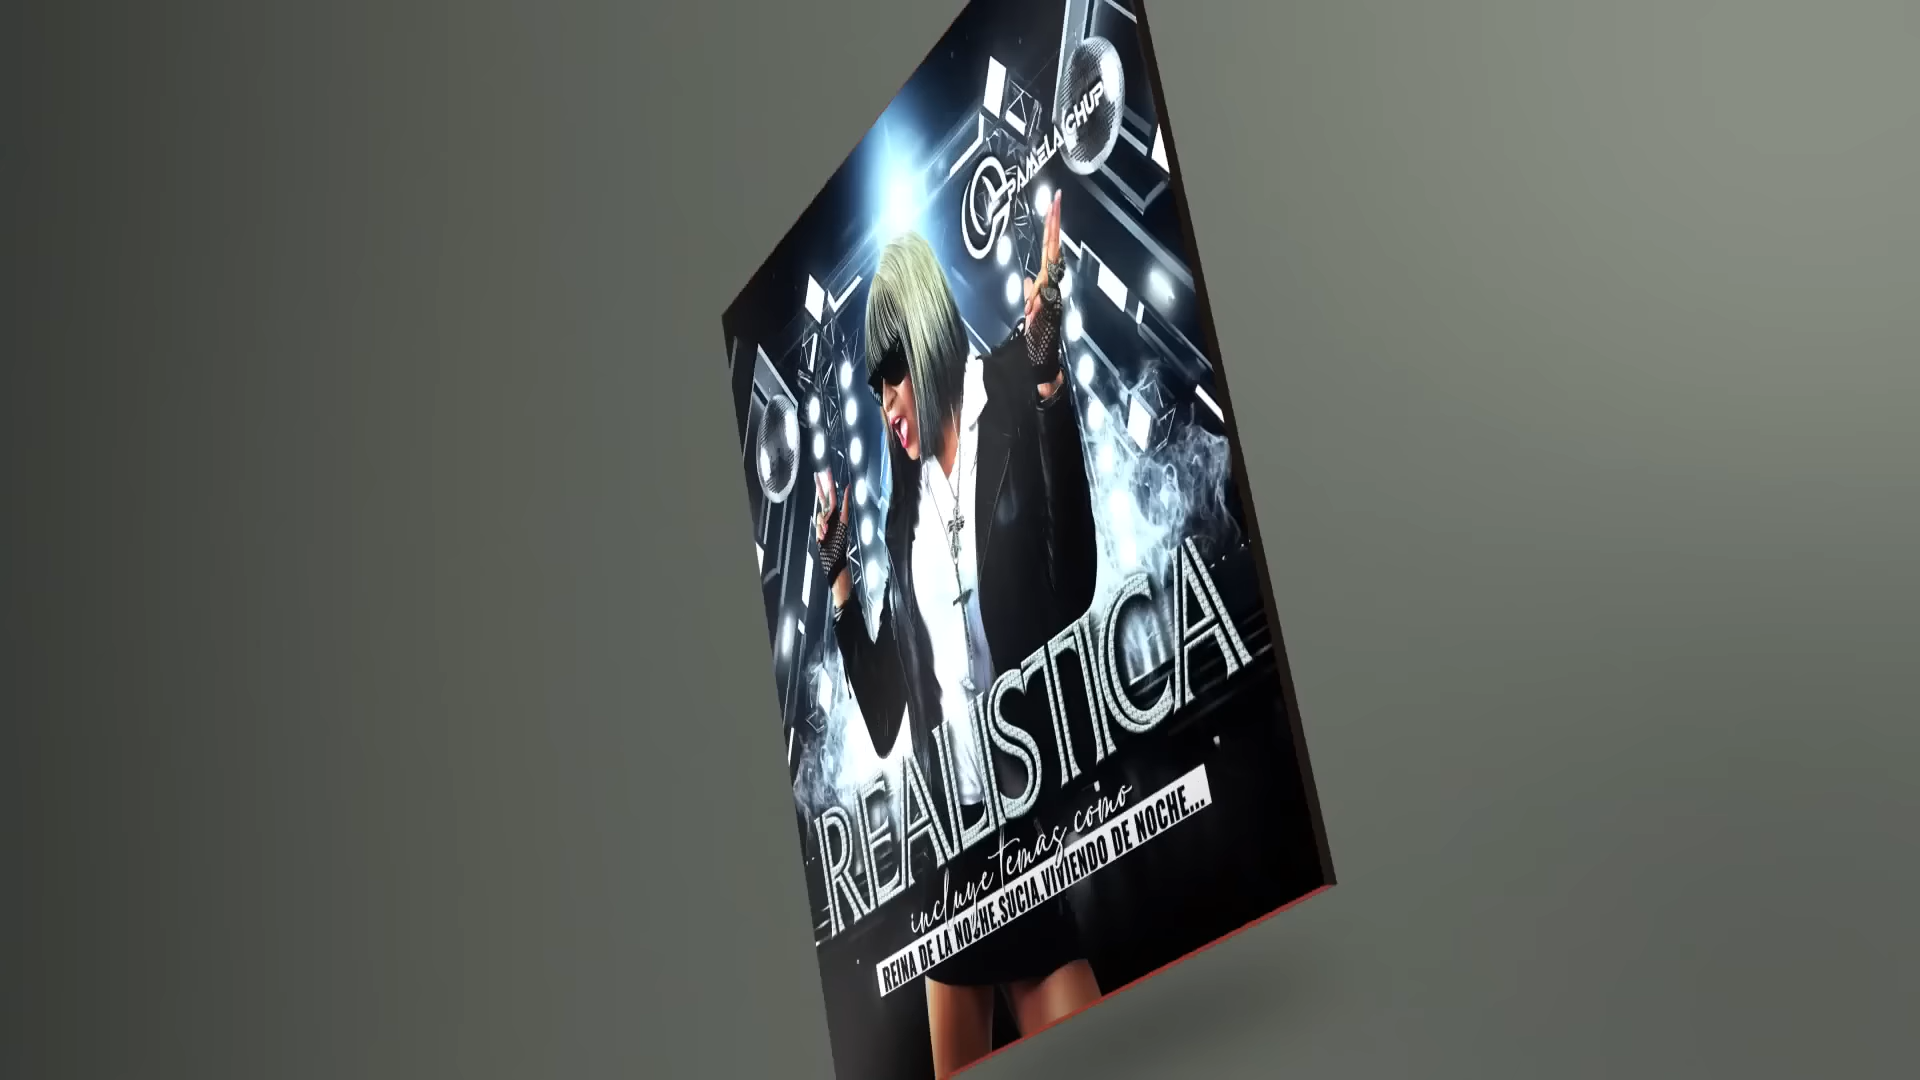 PAMELA CHUP
REALISTICA
incluye temas como
REINA DE LA NOCHE,SUCIA,VIVIENDO DE NOCHE...